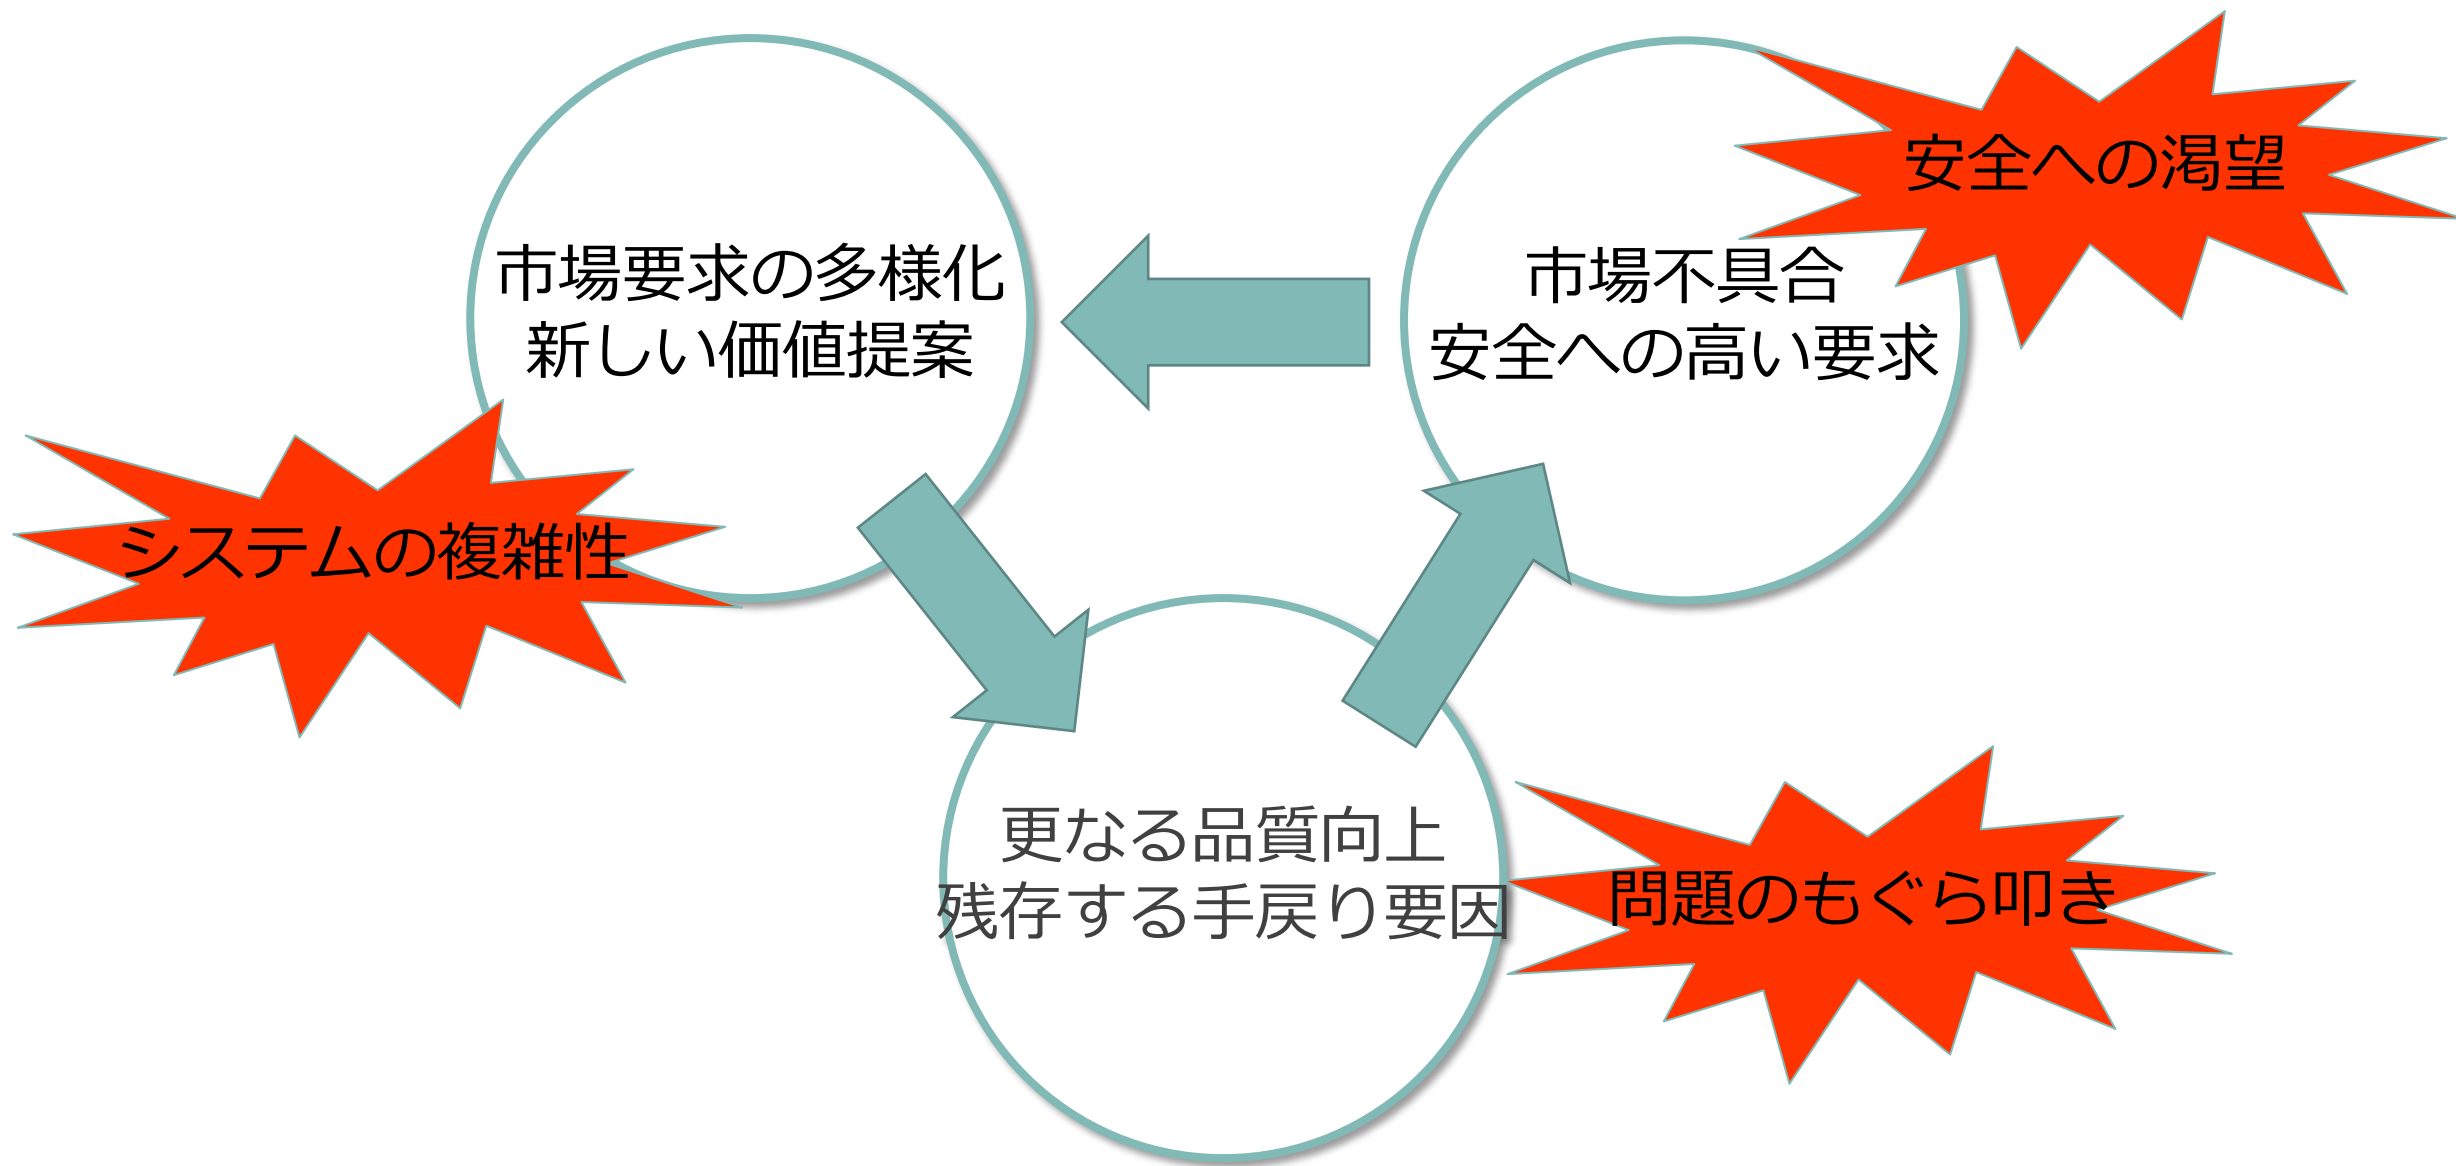 安全への渇望
市場要求の多様化
新しい価値提案
市場不具合
安全への高い要求
システムの複雑性
更なる品質向上
残存する手戻り要因
問題のもぐら叩き